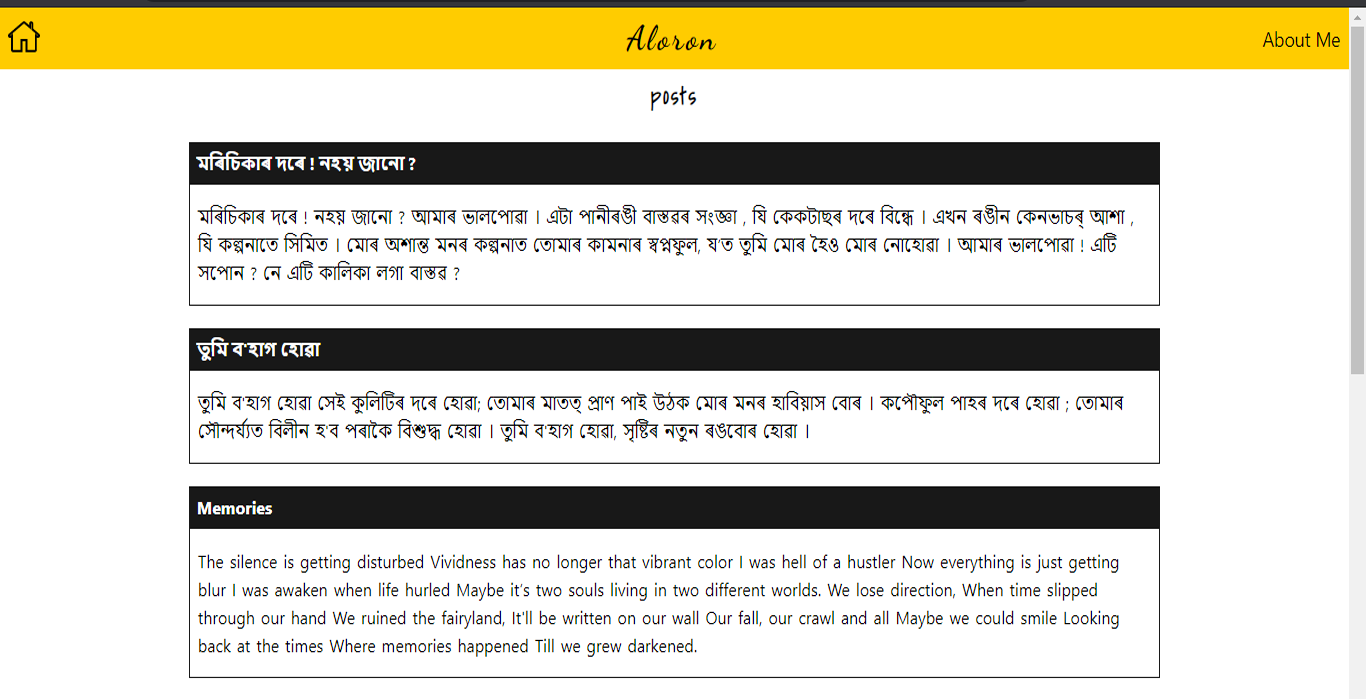 Aloron
About Me
posts
মৰিচিকাৰ দৰে ! নহয় জানো ?
মৰিচিকাৰ দৰে ! নহয় জানো ? আমাৰ ভালপোৱা । এটা পানীৰঙী বাস্তৱৰ সংজ্ঞা , যি কেকটাছৰ দৰে বিন্ধে । এখন ৰঙীন কেনভাচৰ্ আশা ,
যি কল্পনাতে সিমিত । মোৰ অশান্ত মনৰ কল্পনাত তোমাৰ কামনাৰ স্বপ্নফুল, য'ত তুমি মোৰ হৈও মোৰ নোহোৱা । আমাৰ ভালপোৱা ! এটি
সপোন ? নে এটি কালিকা লগা বাস্তৱ ?
তুমি ব'হাগ হোৱা
তুমি ব'হাগ হোৱা সেই কুলিটিৰ দৰে হোৱা; তোমাৰ মাতত্ প্ৰাণ পাই উঠক মোৰ মনৰ হাবিয়াস বোৰ । কপৌফুল পাহৰ দৰে হোৱা ; তোমাৰ
সৌন্দৰ্য্যত বিলীন হ'ব পৰাকৈ বিশুদ্ধ হোৱা । তুমি ব'হাগ হোৱা, সৃষ্টিৰ নতুন ৰঙবোৰ হোৱা ।
Memories
The silence is getting disturbed Vividness has no longer that vibrant color I was hell of a hustler Now everything is just getting
blur I was awaken when life hurled Maybe it's two souls living in two different worlds. We lose direction, When time slipped
through our hand We ruined the fairyland, It'll be written on our wall Our fall, our crawl and all Maybe we could smile Looking
back at the times Where memories happened Till we grew darkened.